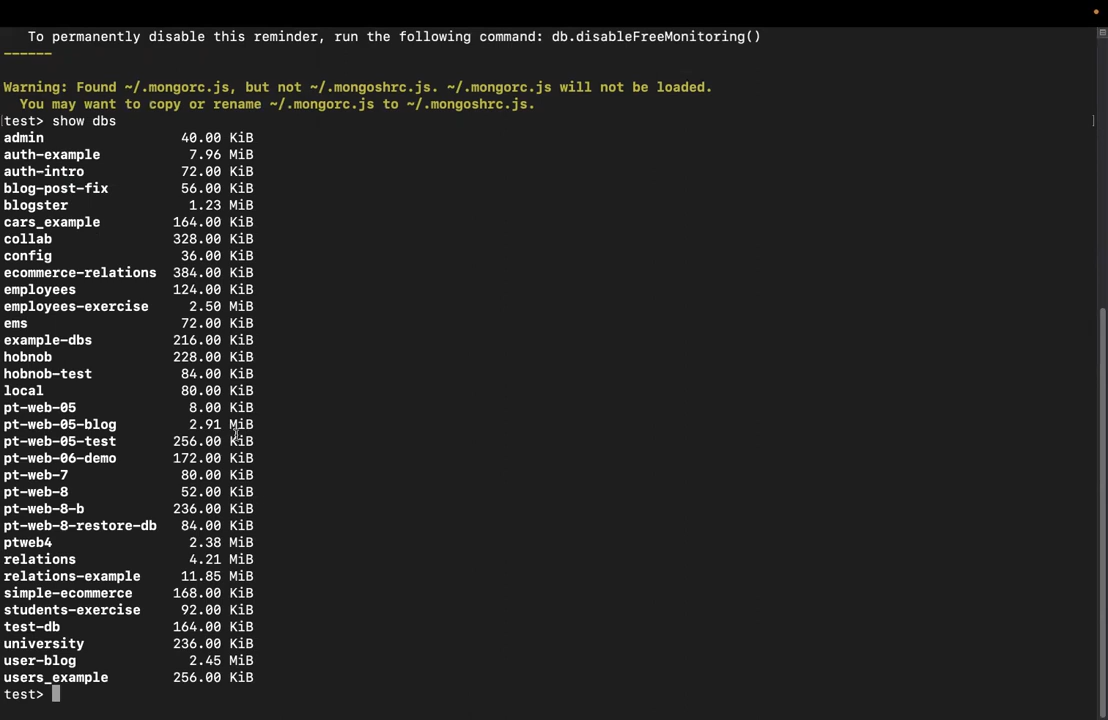 To permanently disable this reminder, run the following command: db.disableFreeMonitoring()
------
Warning: Found ~/.mongorc.js, but not ~/.mongoshrc.js. ~/.mongorc.js will not be loaded.
You may want to copy or rename ~/.mongorc.js to ~/.mongoshrc.js.
test> show dbs
admin 40.00 KiB
auth-example 7.96 MiB
auth-intro 72.00 KiB
blog-post-fix 56.00 KiB
blogster 1.23 MiB
cars_example 164.00 KiB
collab 328.00 KiB
config 36.00 KiB
ecommerce-relations 384.00 KiB
employees 124.00 KiB
employees-exercise 2.50 MiB
ems 72.00 KiB
example-dbs 216.00 KiB
hobnob 228.00 KiB
hobnob-test 84.00 KiB
local 80.00 KiB
pt-web-05 8.00 KiB
pt-web-05-blog 2.91 MiB
pt-web-05-test 256.00 KiB
pt-web-06-demo 172.00 KiB
pt-web-7 80.00 KiB
pt-web-8 52.00 KiB
pt-web-8-b 236.00 KiB
pt-web-8-restore-db 84.00 KiB
ptweb4 2.38 MiB
relations 4.21 MiB
relations-example 11.85 MiB
simple-ecommerce 168.00 KiB
students-exercise 92.00 KiB
test-db 164.00 KiB
university 236.00 KiB
user-blog 2.45 MiB
users_example 256.00 KiB
test>